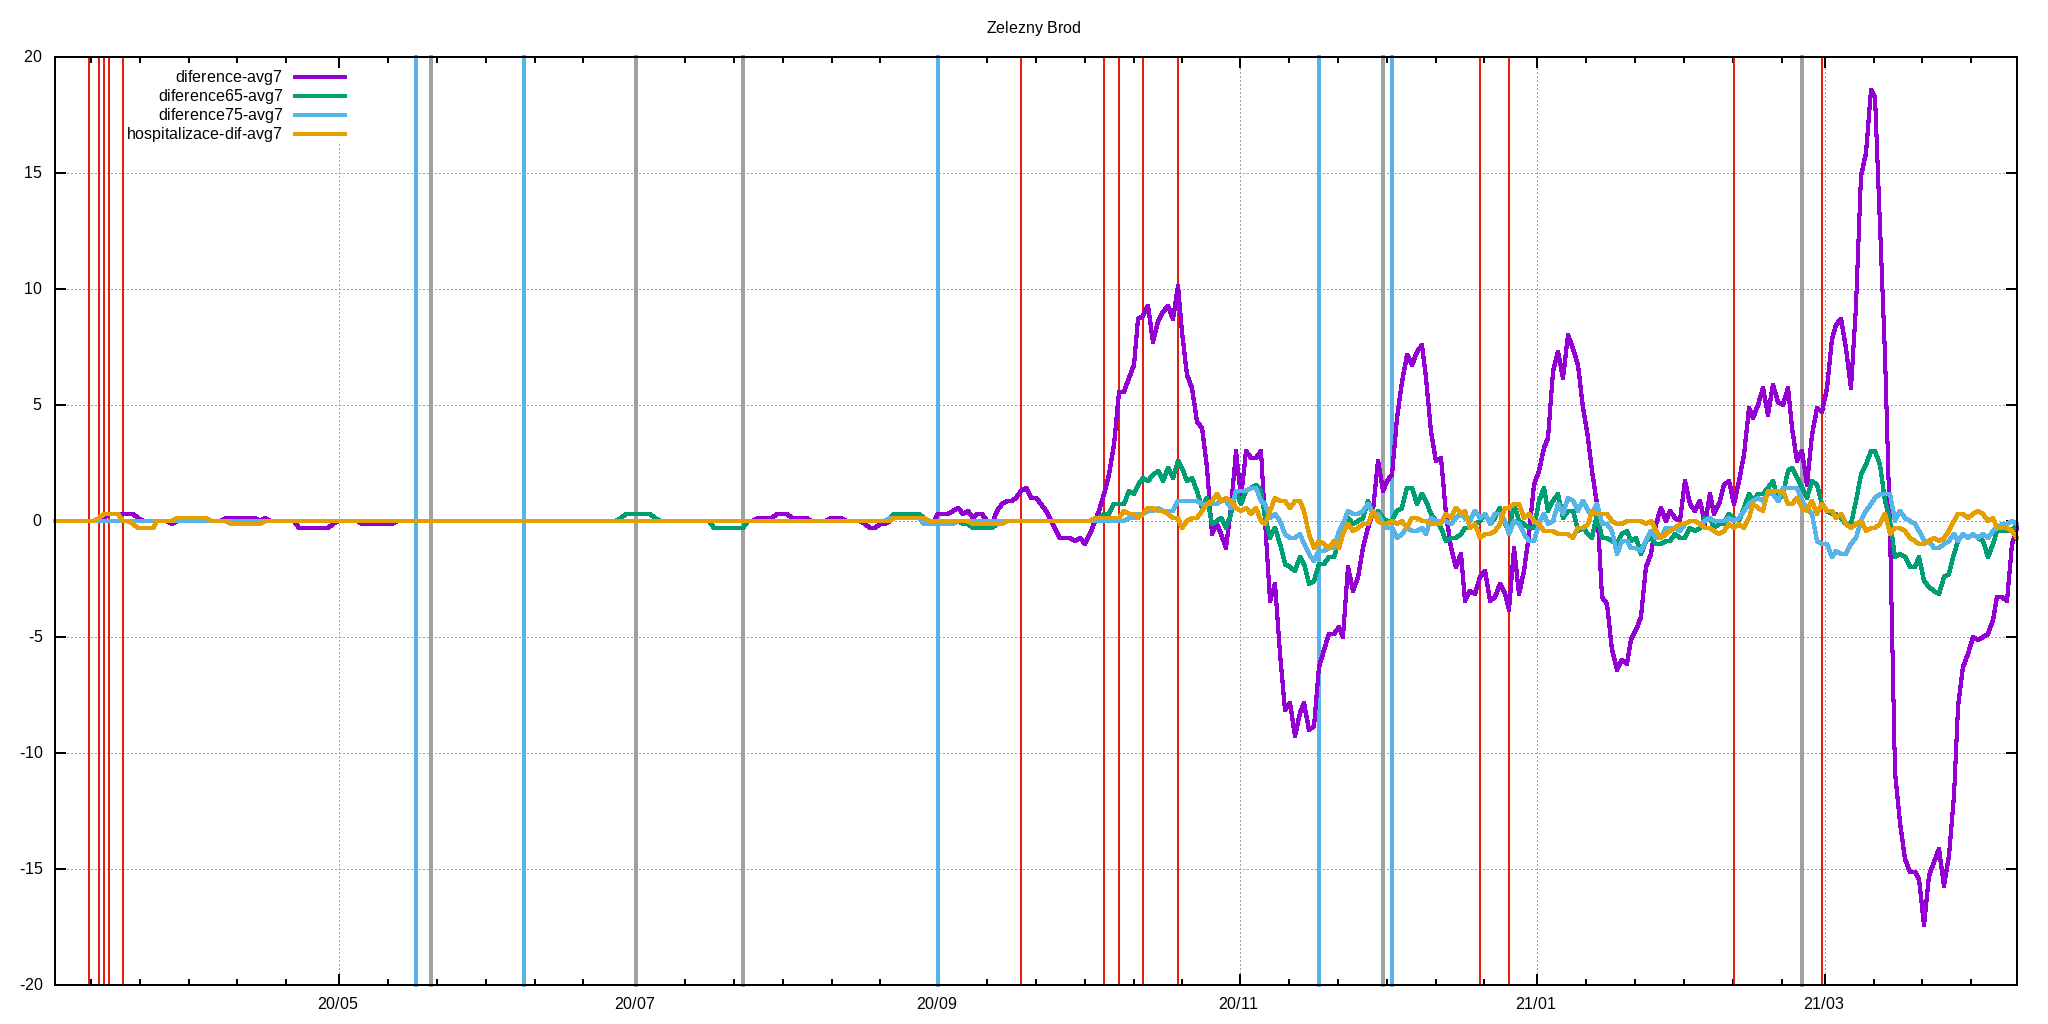 Zelezny Brod
diference-avg7
diference65-avg7
diference75-avg7
hospitalizace-dif-avg7
20
15
10
5
0
-5
-10
-15
-20
20/05 20/07 20/09 20/11 21/01 21/03